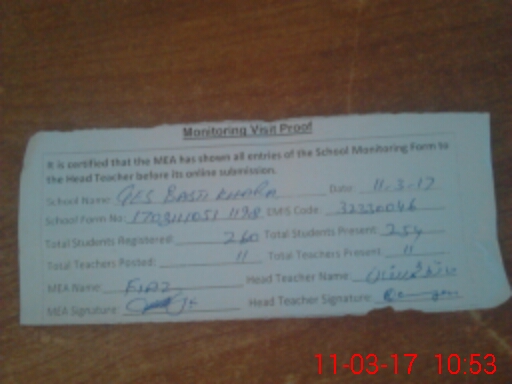 Monitoring Visit Proof
It is certified that the MEA has shown all entries of the School Monitoring Form to
the Head Teacher before its online submission.
School Name: GES BASTI Date: 11-3-17
School Form No: EMIS Code: 32330046
Total Students Registered: 260 Total Students Present: 254
Total Teachers Posted: 11 Total Teachers Present: 11
MEA Name: Head Teacher Name:
MEA Signature: Head Teacher Signature:
11-03-17 10:53